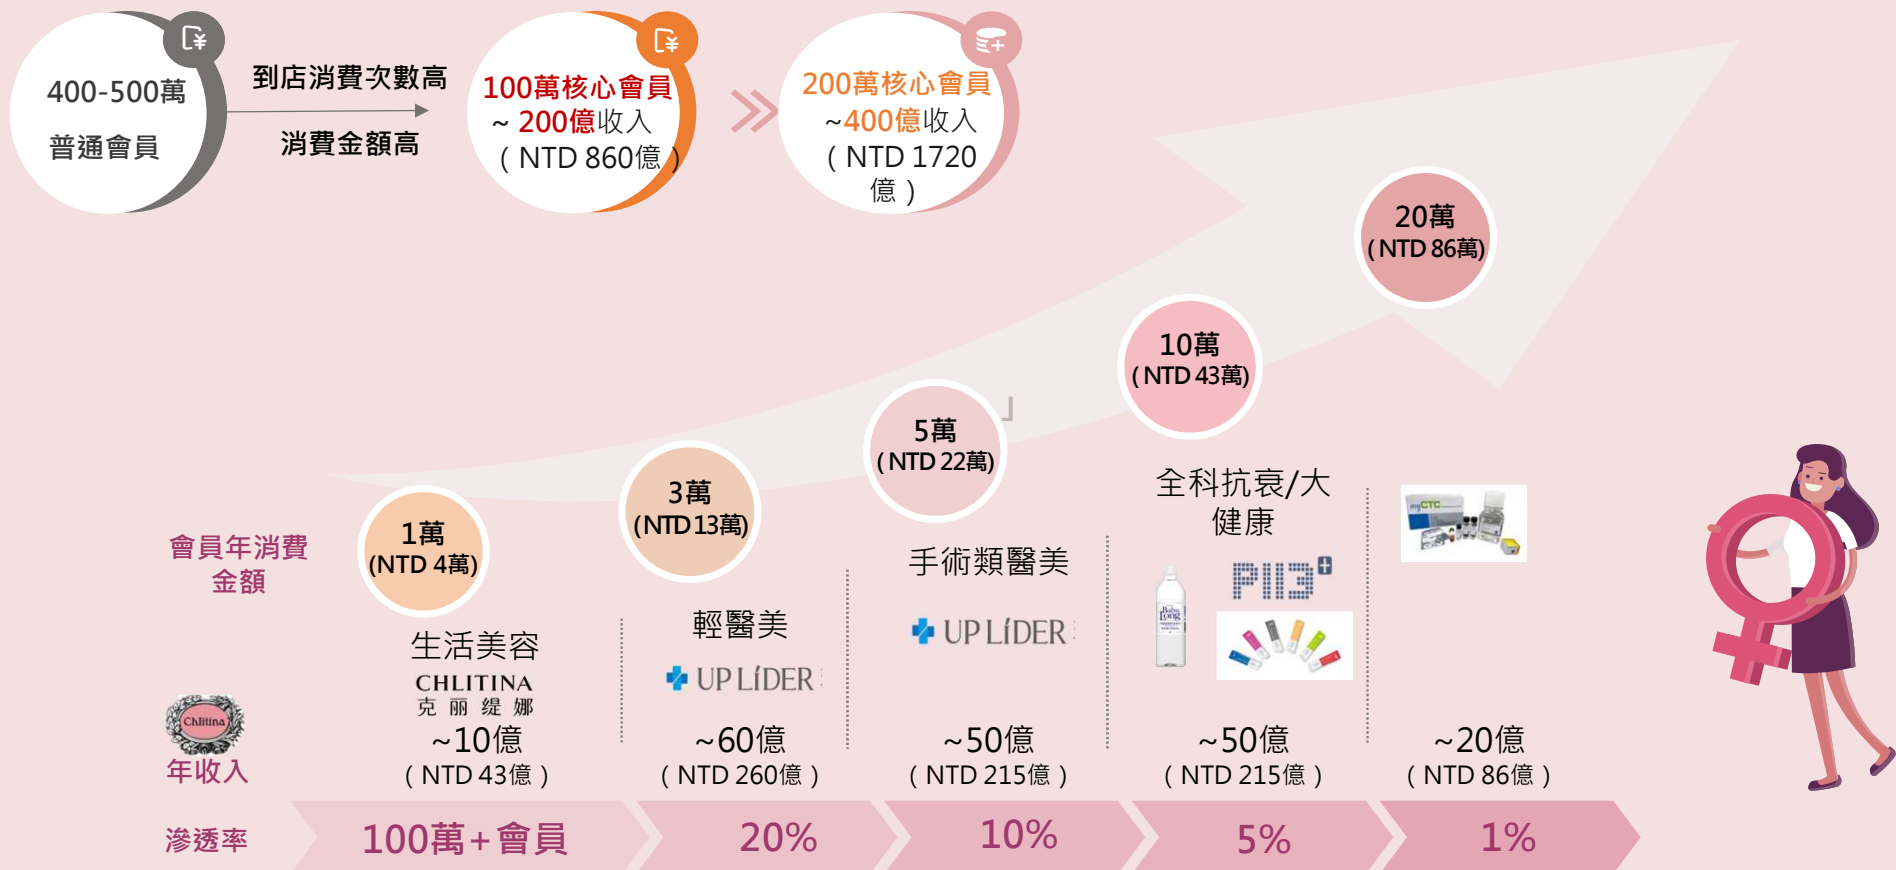 400-500萬
普通會員
到店消費次數高
消費金額高
100萬核心會員
~ 200億收入
（NTD 860億）
200萬核心會員
~400億收入
（NTD 1720
億）
20萬
(NTD 86萬)
10萬
(NTD 43萬)
5萬
(NTD 22萬)
」
3萬
(NTD 13萬)
1萬
(NTD 4萬)
會員年消費
金額
生活美容
CHLITINA
克丽缇娜
輕醫美
UP LÍDER
手術類醫美
UP LÍDER
全科抗衰/大
健康
Baby
Long
P113+
myCTC
Chlitina
年收入
~10億
（NTD 43億）
~60億
（NTD 260億）
~50億
（NTD 215億）
~50億
（NTD 215億）
~20億
（NTD 86億）
滲透率
100萬+會員
20%
10%
5%
1%